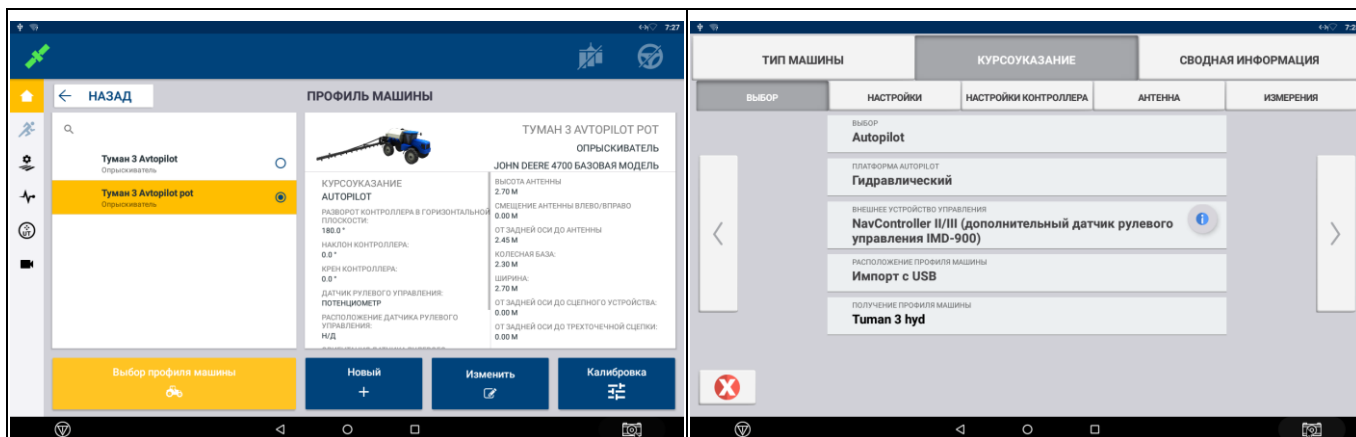 7:27
НАЗАД
ПРОФИЛЬ МАШИНЫ
Туман 3 Avtopilot
Опрыскиватель
Туман 3 Avtopilot pot
Опрыскиватель
ТУМАН 3 AVTOPILOT POT
ОПРЫСКИВАТЕЛЬ
JOHN DEERE 4700 БАЗОВАЯ МОДЕЛЬ
КУРСОУКАЗАНИЕ
AUTOPILOT
РАЗВОРОТ КОНТРОЛЛЕРА В ГОРИЗОНТАЛЬНОЙ
ПЛОСКОСТИ:
180.0 °
НАКЛОН КОНТРОЛЛЕРА:
0.0 °
КРЕН КОНТРОЛЛЕРА:
0.0 °
ДАТЧИК РУЛЕВОГО УПРАВЛЕНИЯ:
ПОТЕНЦИОМЕТР
РАСПОЛОЖЕНИЕ ДАТЧИКА РУЛЕВОГО
УПРАВЛЕНИЯ:
Н/Д
ВЫСОТА АНТЕННЫ
2.70 М
СМЕЩЕНИЕ АНТЕННЫ ВЛЕВО/ВПРАВО
0.00 М
ОТ ЗАДНЕЙ ОСИ ДО АНТЕННЫ
2.45 М
КОЛЕСНАЯ БАЗА:
2.30 М
ШИРИНА:
2.70 М
ОТ ЗАДНЕЙ ОСИ ДО СЦЕПНОГО УСТРОЙСТВА:
0.00 М
ОТ ЗАДНЕЙ ОСИ ДО ТРЕХТОЧЕЧНОЙ СЦЕПКИ:
0.00 М
Выбор профиля машины
Новый
Изменить
Калибровка
ТИП МАШИНЫ
КУРСОУКАЗАНИЕ
СВОДНАЯ ИНФОРМАЦИЯ
ВЫБОР
НАСТРОЙКИ
НАСТРОЙКИ КОНТРОЛЛЕРА
АНТЕННА
ИЗМЕРЕНИЯ
ВЫБОР
Autopilot
ПЛАТФОРМА AUTOPILOT
Гидравлический
ВНЕШНЕЕ УСТРОЙСТВО УПРАВЛЕНИЯ
NavController II/III (дополнительный датчик рулевого
управления IMD-900)
РАСПОЛОЖЕНИЕ ПРОФИЛЯ МАШИНЫ
Импорт с USB
ПОЛУЧЕНИЕ ПРОФИЛЯ МАШИНЫ
Tuman 3 hyd